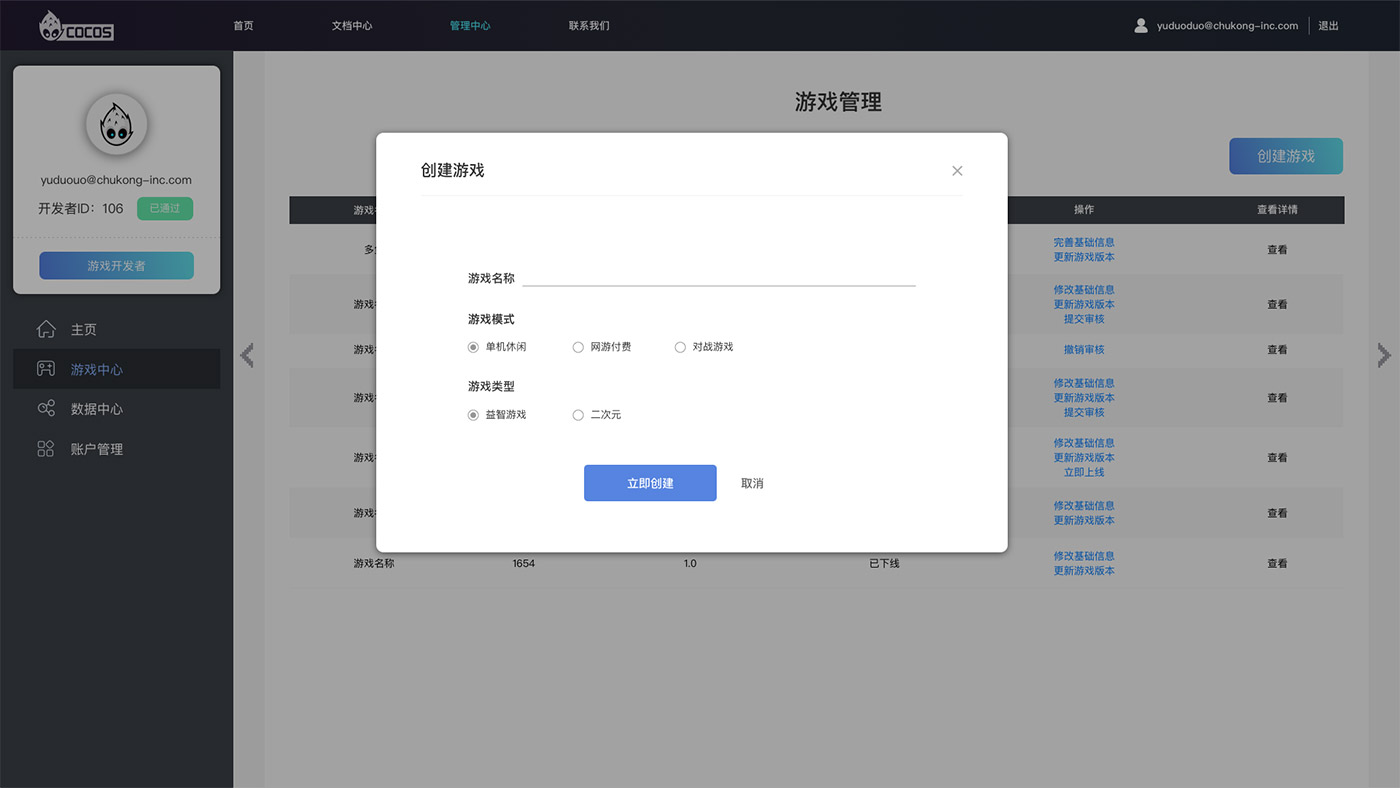 COCOS
首页
文档中心
管理中心
联系我们
yuduoduo@chukong-inc.com
退出
yuduouo@chukong-inc.com
开发者ID：106
已通过
游戏开发者
主页
游戏中心
数据中心
账户管理
游戏管理
创建游戏
游戏
操作
查看详情
多
完善基础信息
更新游戏版本
查看
游戏
修改基础信息
更新游戏版本
提交审核
查看
游戏
撤销审核
查看
游戏
修改基础信息
更新游戏版本
提交审核
查看
游戏
修改基础信息
更新游戏版本
立即上线
查看
游戏
修改基础信息
更新游戏版本
查看
游戏名称
1654
1.0
已下线
修改基础信息
更新游戏版本
查看
创建游戏
游戏名称
游戏模式
单机休闲
网游付费
对战游戏
游戏类型
益智游戏
二次元
立即创建
取消